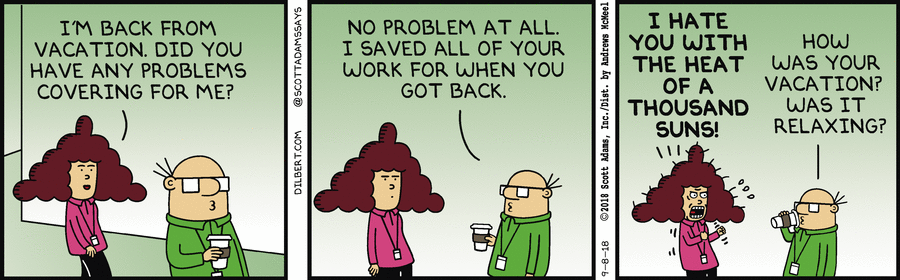 I'M BACK FROM
VACATION. DID YOU
HAVE ANY PROBLEMS
COVERING FOR ME?
DILBERT.COM
@SCOTTADAMSSAYS
NO PROBLEM AT ALL.
I SAVED ALL OF YOUR
WORK FOR WHEN YOU
GOT BACK.
9-8-18 ©2018 Scott Adams, Inc./Dist. by Andrews McMeel
I HATE
YOU WITH
THE HEAT
OF A
THOUSAND
SUNS!
HOW
WAS YOUR
VACATION?
WAS IT
RELAXING?